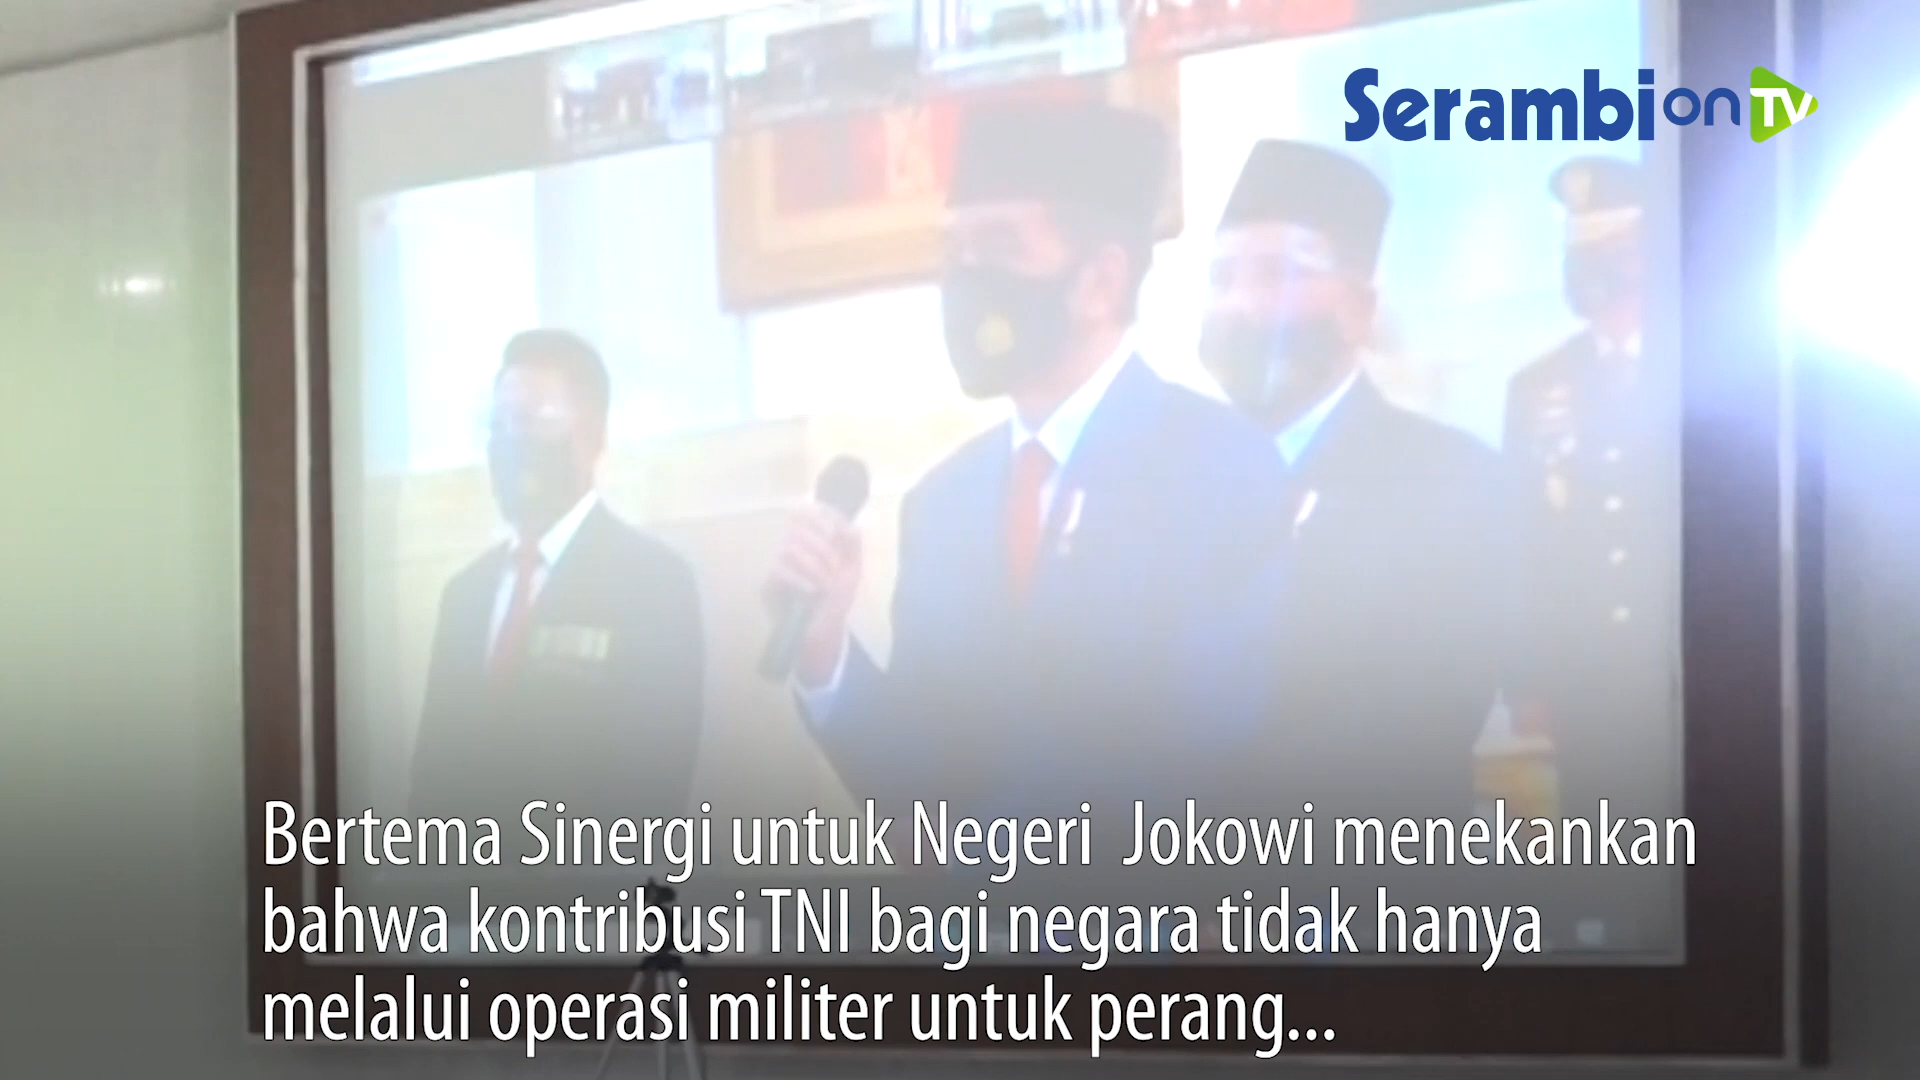 Serambi on TV
Bertema Sinergi untuk Negeri Jokowi menekankan
bahwa kontribusi TNI bagi negara tidak hanya
melalui operasi militer untuk perang...